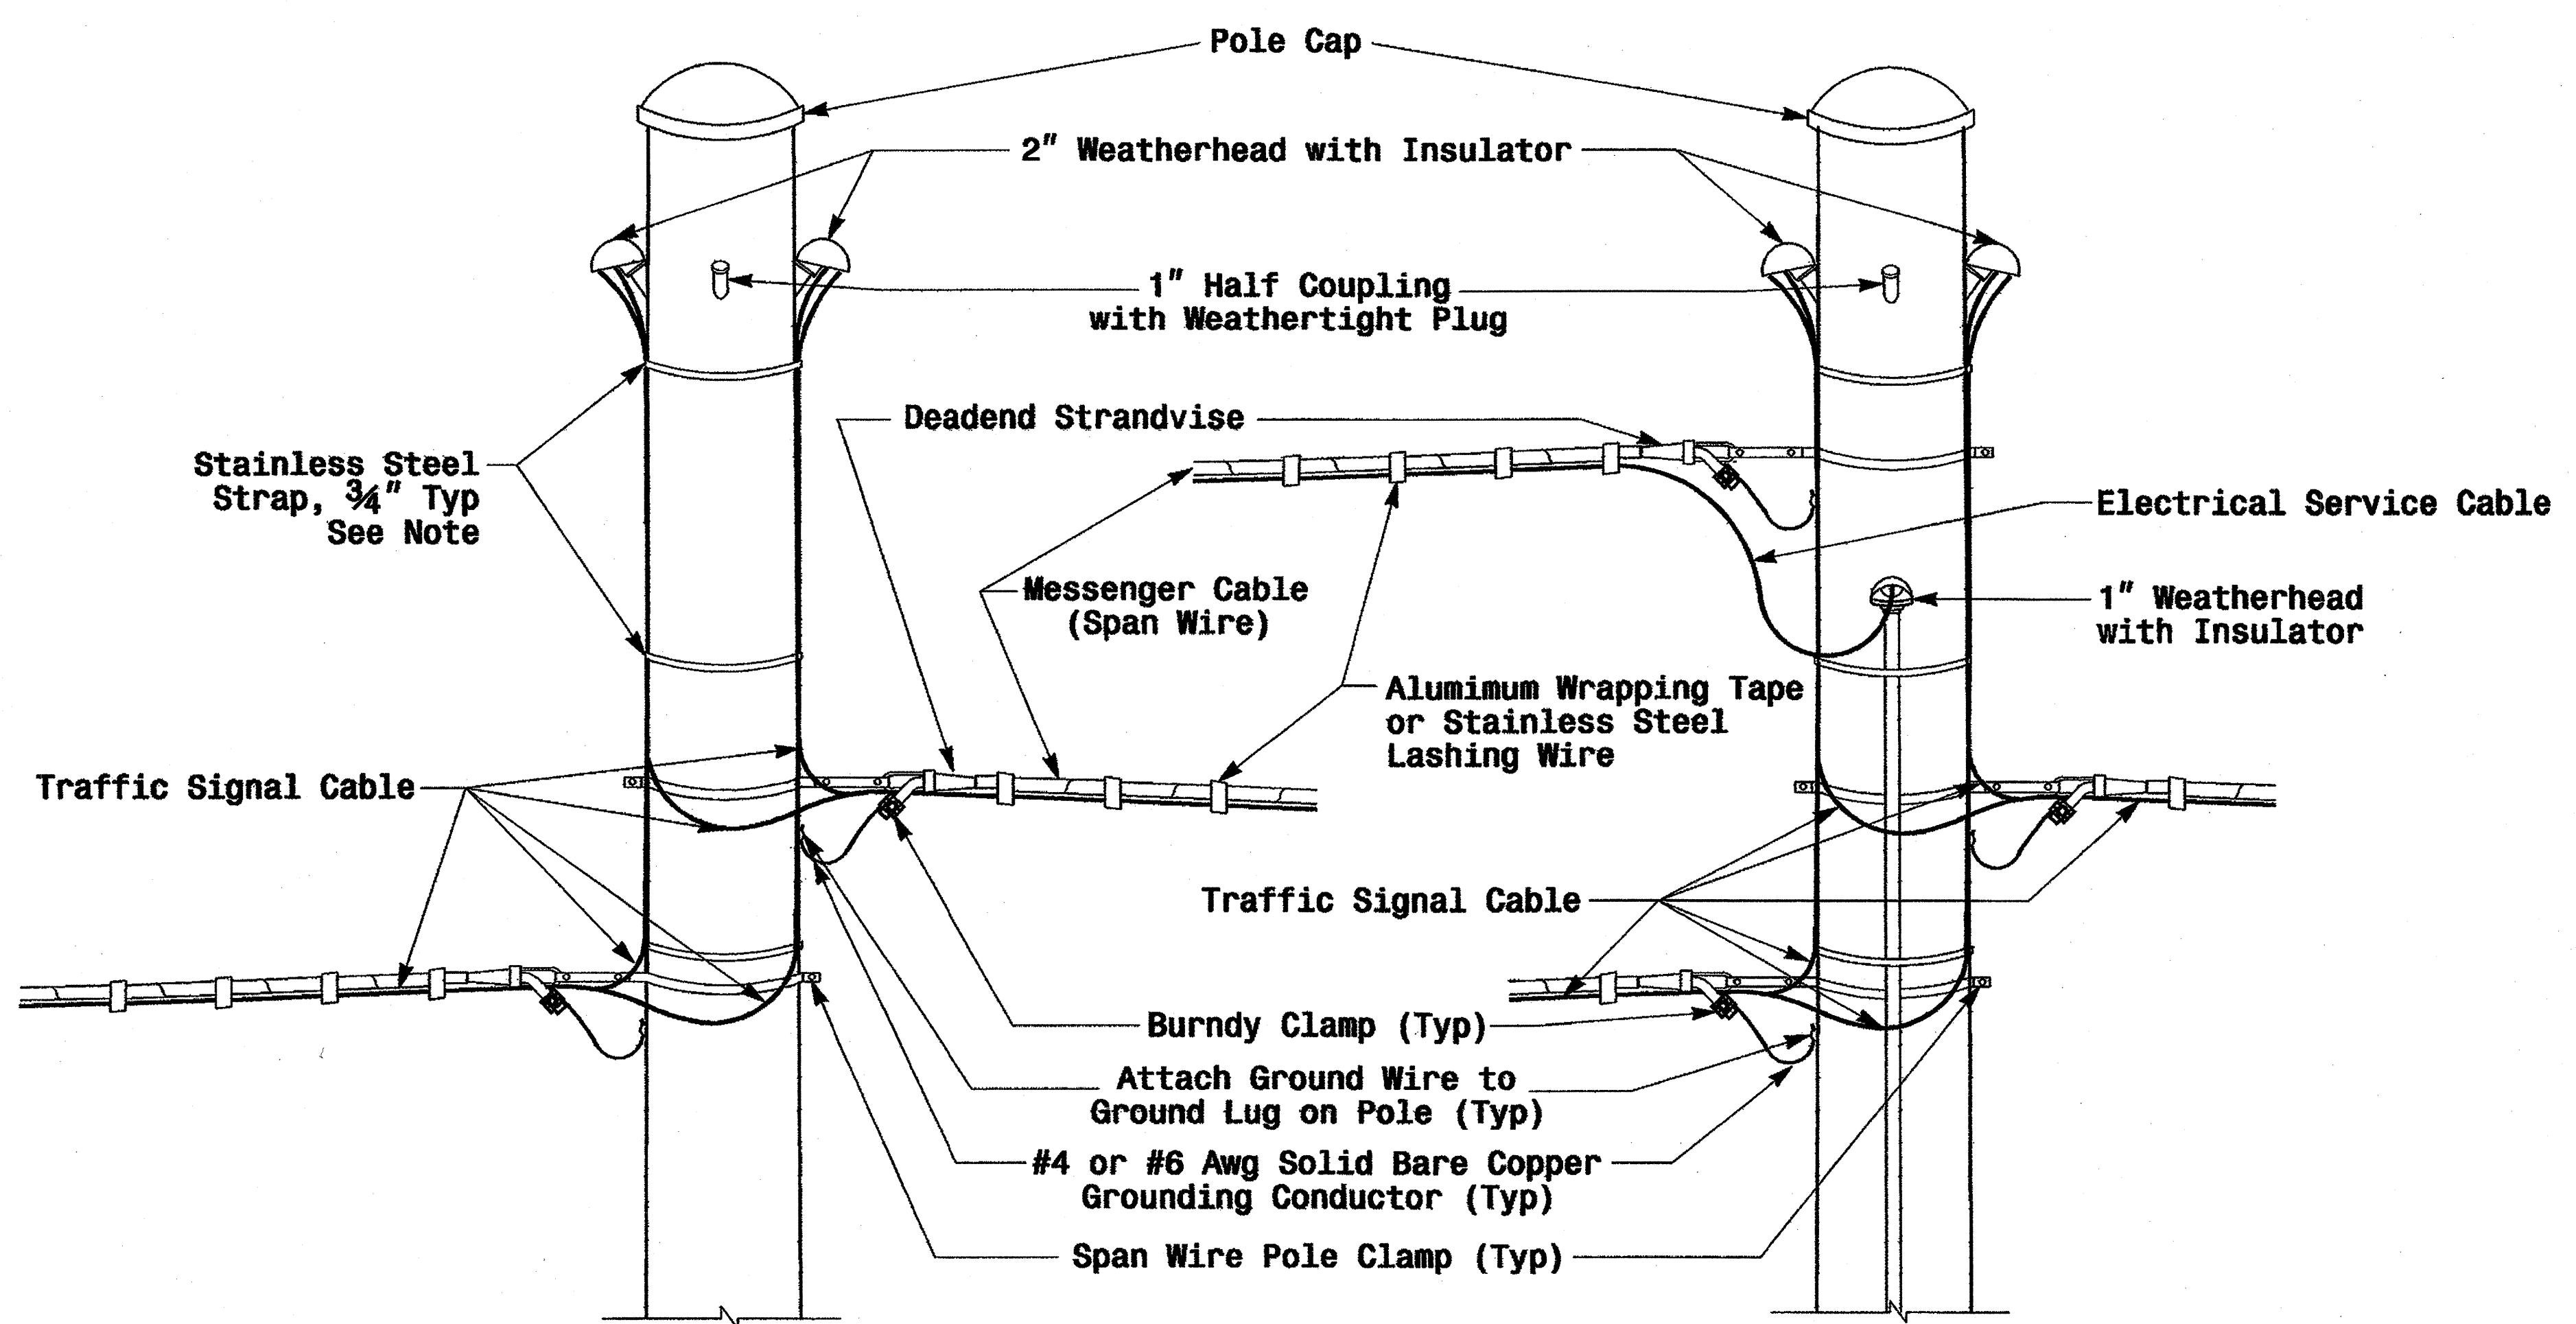 Pole Cap
2" Weatherhead with Insulator
1" Half Coupling
with Weathertight Plug
Deadend Strandvise
Stainless Steel
Strap, ¾" Typ
See Note
Electrical Service Cable
Messenger Cable
(Span Wire)
1" Weatherhead
with Insulator
Alumimum Wrapping Tape
or Stainless Steel
Lashing Wire
Traffic Signal Cable
Traffic Signal Cable
Burndy Clamp (Typ)
Attach Ground Wire to
Ground Lug on Pole (Typ)
#4 or #6 Awg Solid Bare Copper
Grounding Conductor (Typ)
Span Wire Pole Clamp (Typ)